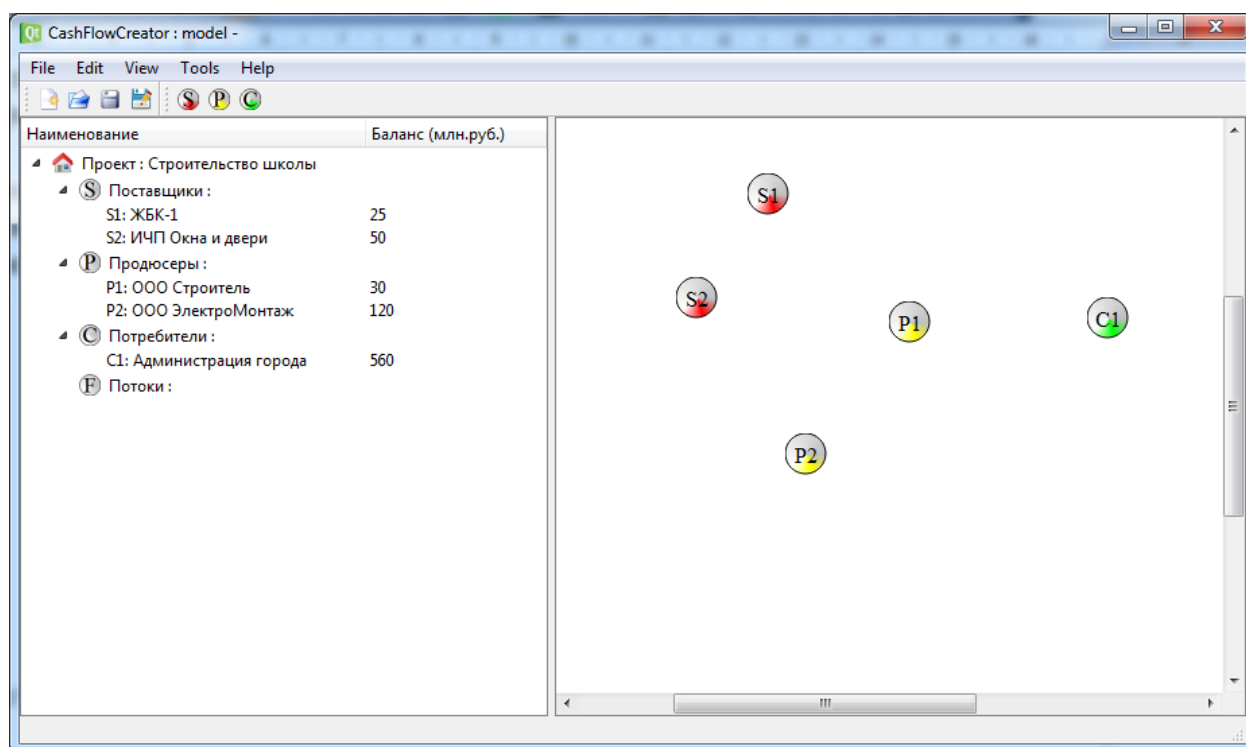 CashFlowCreator : model -
File Edit View Tools Help
S P C
Наименование Баланс (млн.руб.)
Проект : Строительство школы
S Поставщики :
S1: ЖБК-1 25
S2: ИЧП Окна и двери 50
P Продюсеры :
P1: ООО Строитель 30
P2: ООО ЭлектроМонтаж 120
C Потребители :
C1: Администрация города 560
F Потоки :
S1
S2
P1
C1
P2